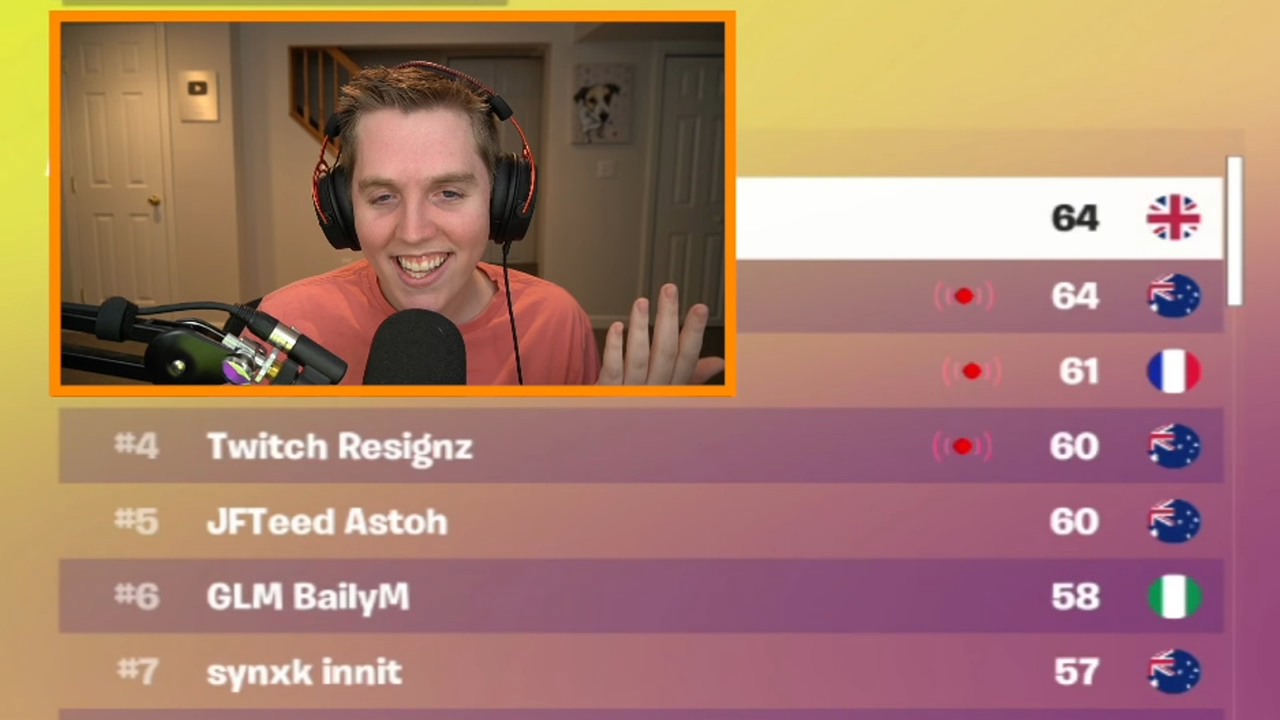 64
64
61
#4 Twitch Resignz 60
#5 JFTeed Astoh 60
#6 GLM BailyM 58
#7 synxk innit 57